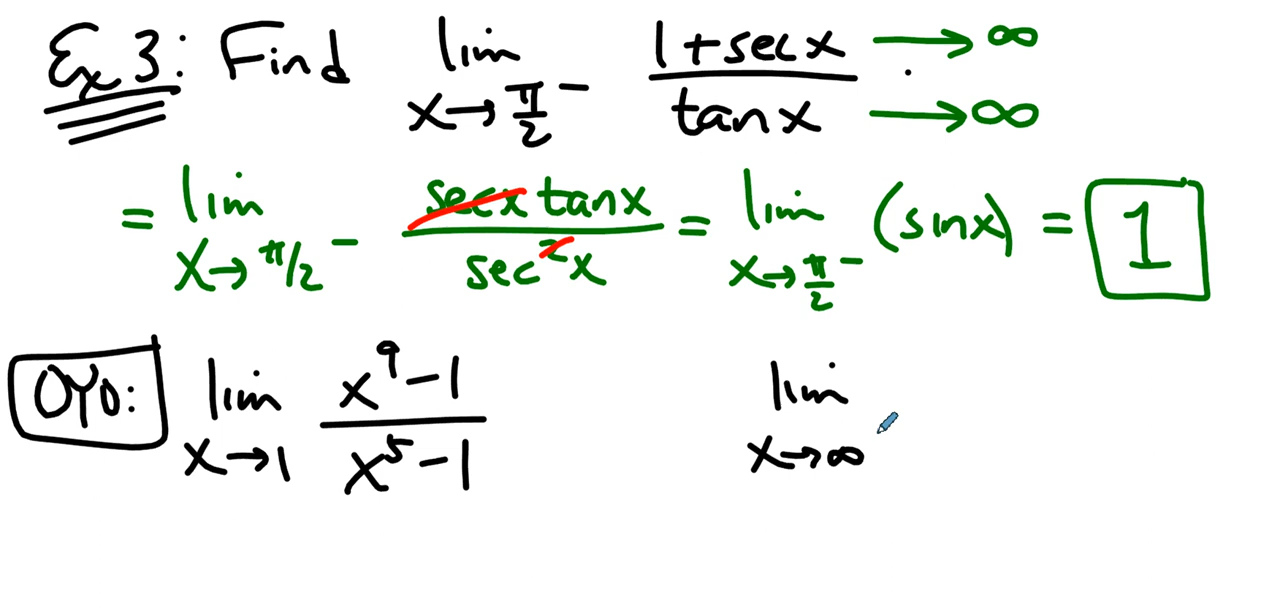 Ex 3: Find lim x→π/2⁻ (1+secx)/(tanx) →∞ →∞
= lim x→π/2⁻ (secx tanx)/(sec²x) = lim x→π/2⁻ (sinx) = 1
OYO: lim x→1 (x⁹-1)/(x⁵-1) lim x→∞